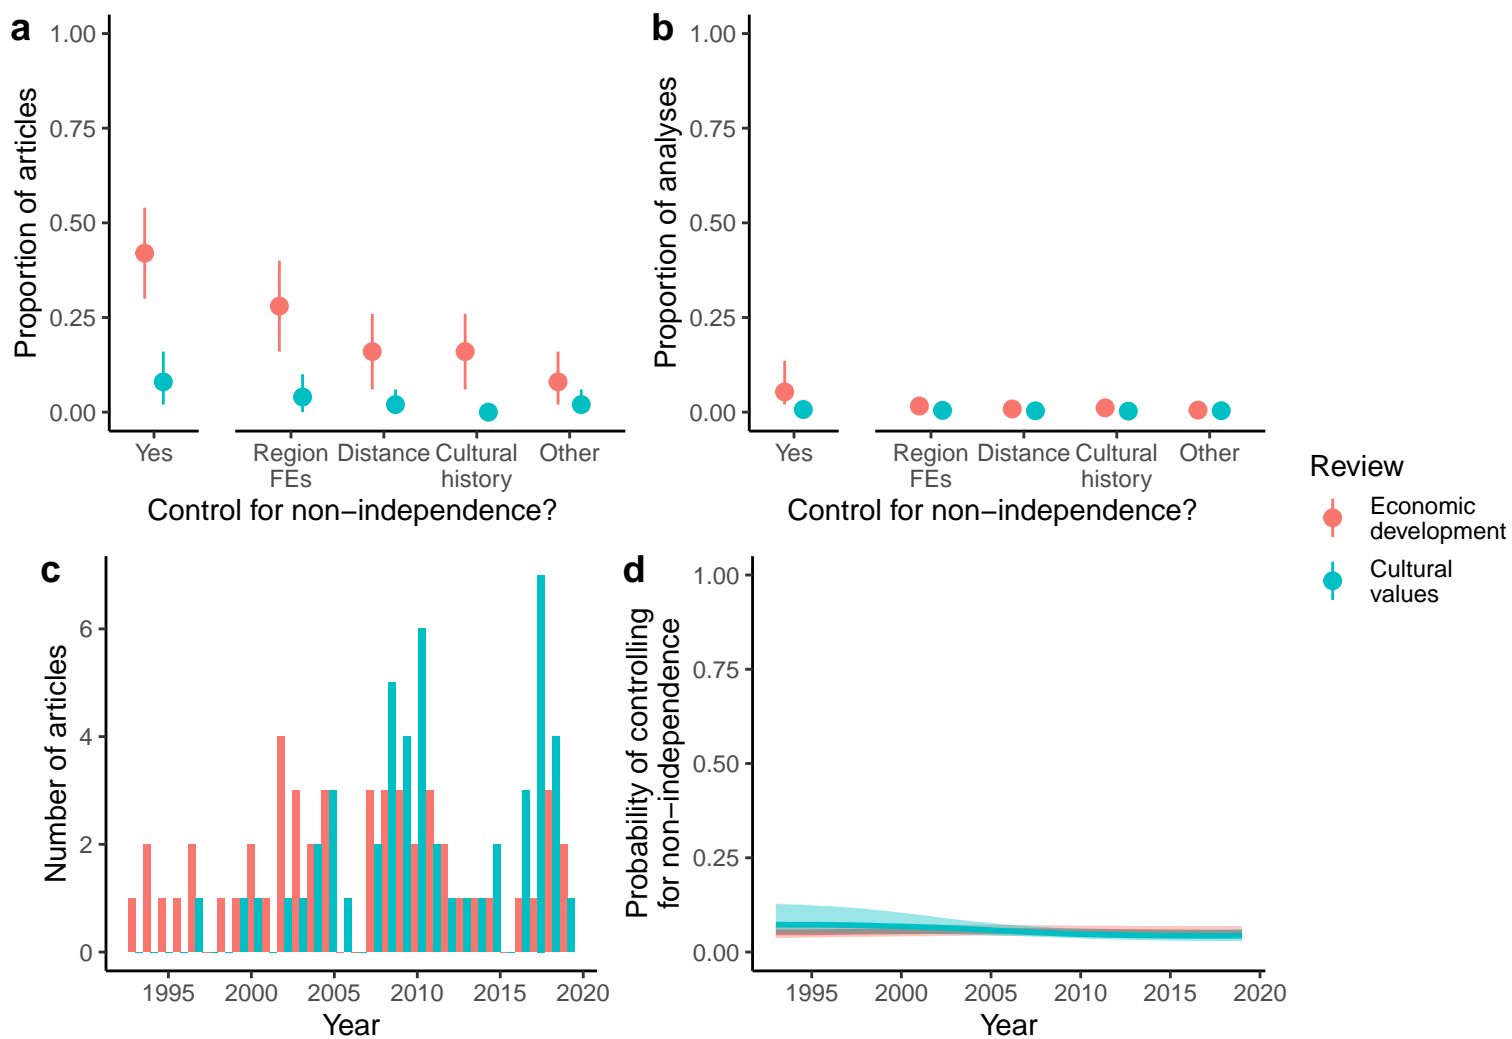 a
1.00
0.75
0.50
0.25
0.00
Proportion of articles
Yes
Region
FEs
Distance
Cultural
history
Other
Control for non−independence?
b
1.00
0.75
0.50
0.25
0.00
Proportion of analyses
Yes
Region
FEs
Distance
Cultural
history
Other
Control for non−independence?
Review
Economic
development
Cultural
values
c
6
4
2
0
Number of articles
1995
2000
2005
2010
2015
2020
Year
d
1.00
0.75
0.50
0.25
0.00
Probability of controlling
for non−independence
1995
2000
2005
2010
2015
2020
Year